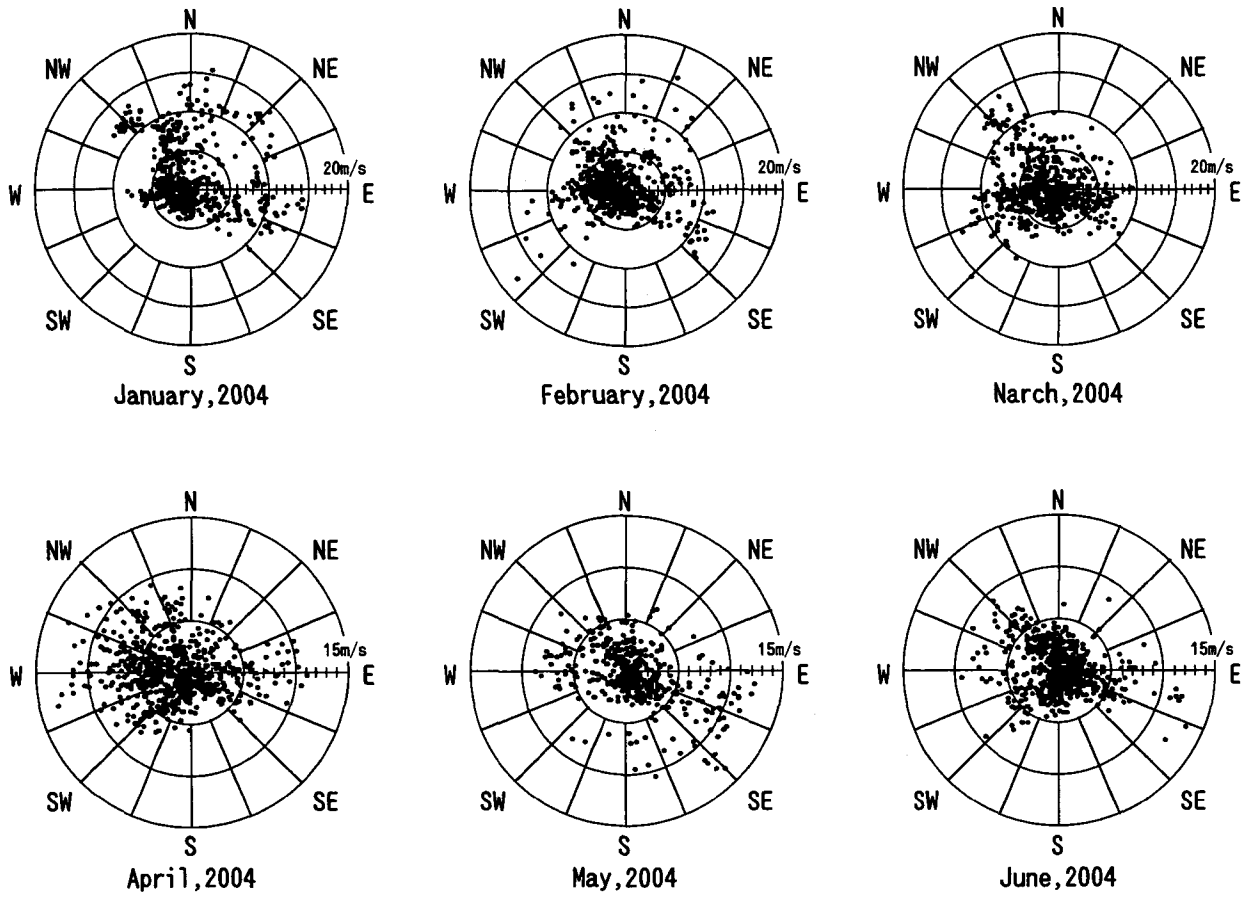 N
NW NE
20m/s
W E
SW SE
S
January,2004
N
NW NE
20m/s
W E
SW SE
S
February,2004
N
NW NE
20m/s
W E
SW SE
S
Narch,2004
N
NW NE
15m/s
W E
SW SE
S
April,2004
N
NW NE
15m/s
W E
SW SE
S
May,2004
N
NW NE
15m/s
W E
SW SE
S
June,2004